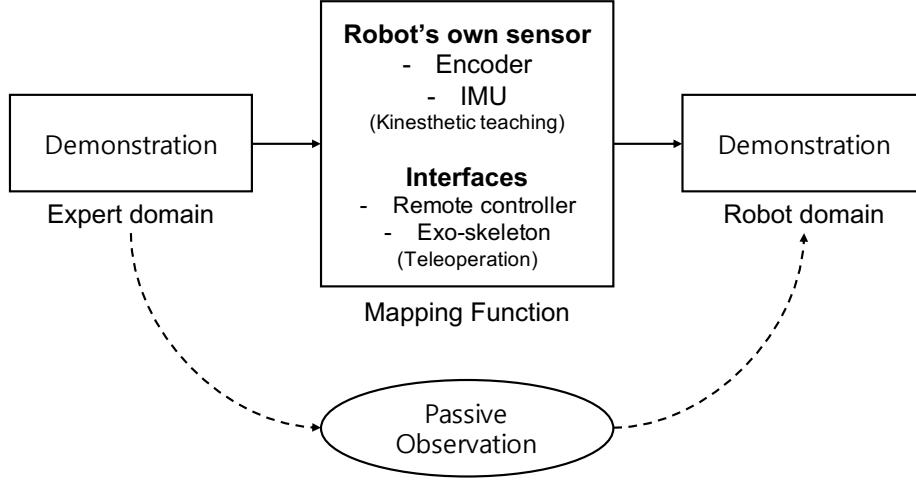 Demonstration
Expert domain
Robot's own sensor
- Encoder
- IMU
(Kinesthetic teaching)
Interfaces
- Remote controller
- Exo-skeleton
(Teleoperation)
Mapping Function
Demonstration
Robot domain
Passive
Observation